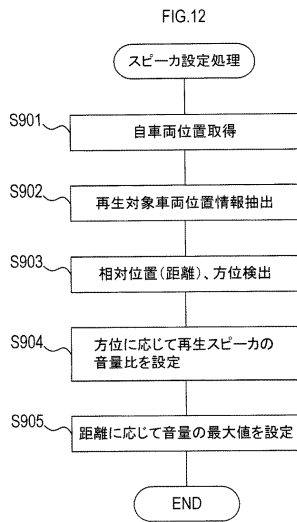 FIG.12
スピーカ設定処理
S901
自車両位置取得
S902
再生対象車両位置情報抽出
S903
相対位置(距離)、方位検出
S904
方位に応じて再生スピーカの
音量比を設定
S905
距離に応じて音量の最大値を設定
END